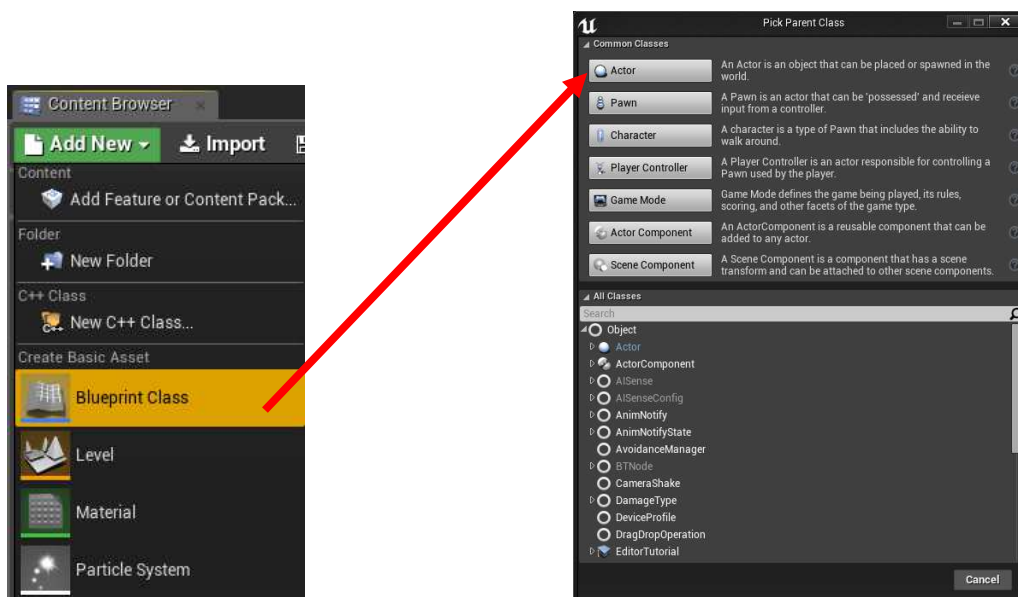 Content Browser
Add New
Import
Content
Add Feature or Content Pack...
Folder
New Folder
C++ Class
New C++ Class...
Create Basic Asset
Blueprint Class
Level
Material
Particle System
Pick Parent Class
Common Classes
Actor
An Actor is an object that can be placed or spawned in the
world.
Pawn
A Pawn is an actor that can be 'possessed' and receieve
input from a controller.
Character
A character is a type of Pawn that includes the ability to
walk around.
Player Controller
A Player Controller is an actor responsible for controlling a
Pawn used by the player.
Game Mode
Game Mode defines the game being played, its rules,
scoring, and other facets of the game type.
Actor Component
An ActorComponent is a reusable component that can be
added to any actor.
Scene Component
A Scene Component is a component that has a scene
transform and can be attached to other scene components.
All Classes
Search
Object
Actor
ActorComponent
AISense
AISenseConfig
AnimNotify
AnimNotifyState
AvoidanceManager
BTNode
CameraShake
DamageType
DeviceProfile
DragDropOperation
EditorTutorial
Cancel